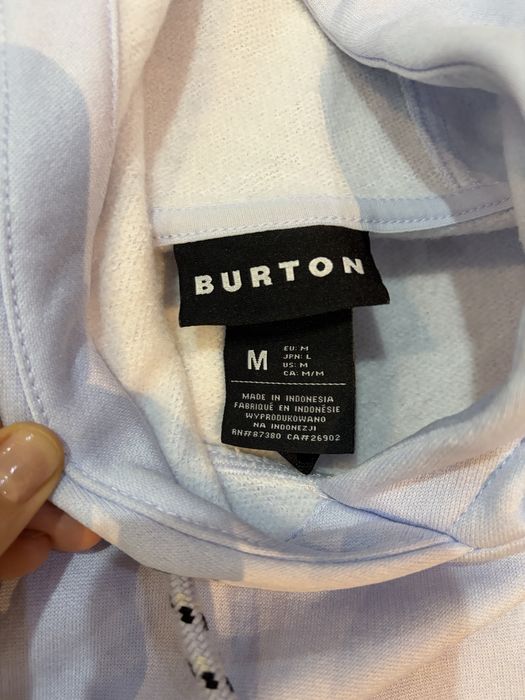 BURTON
M
EU: M
JPN: L
US: M
CA: M/M
MADE IN INDONESIA
FABRIQUÉ EN INDONÉSIE
WYPRODUKOWANO
NA INDONEZJI
RN#87380 CA#26902